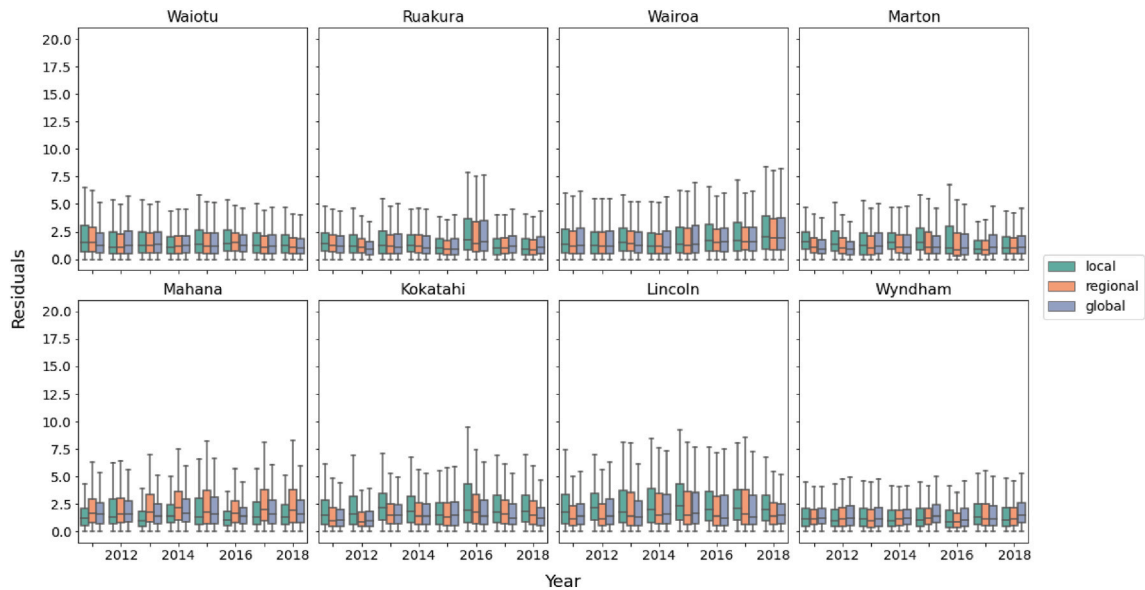 Waiotu Ruakura Wairoa Marton
20.0
17.5
15.0
12.5
10.0
7.5
5.0
2.5
0.0
Residuals
local
regional
global
Mahana Kokatahi Lincoln Wyndham
20.0
17.5
15.0
12.5
10.0
7.5
5.0
2.5
0.0
2012 2014 2016 2018 2012 2014 2016 2018 2012 2014 2016 2018 2012 2014 2016 2018
Year